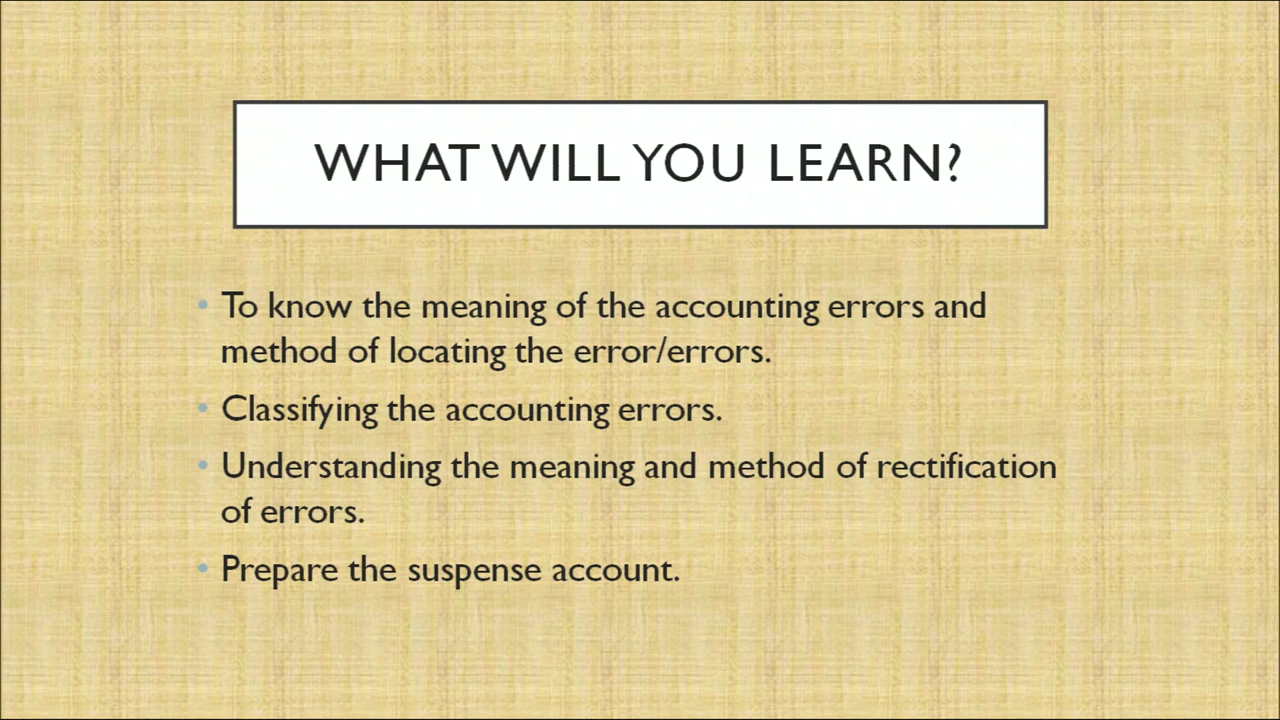 WHAT WILL YOU LEARN?
• To know the meaning of the accounting errors and
method of locating the error/errors.
• Classifying the accounting errors.
• Understanding the meaning and method of rectification
of errors.
• Prepare the suspense account.